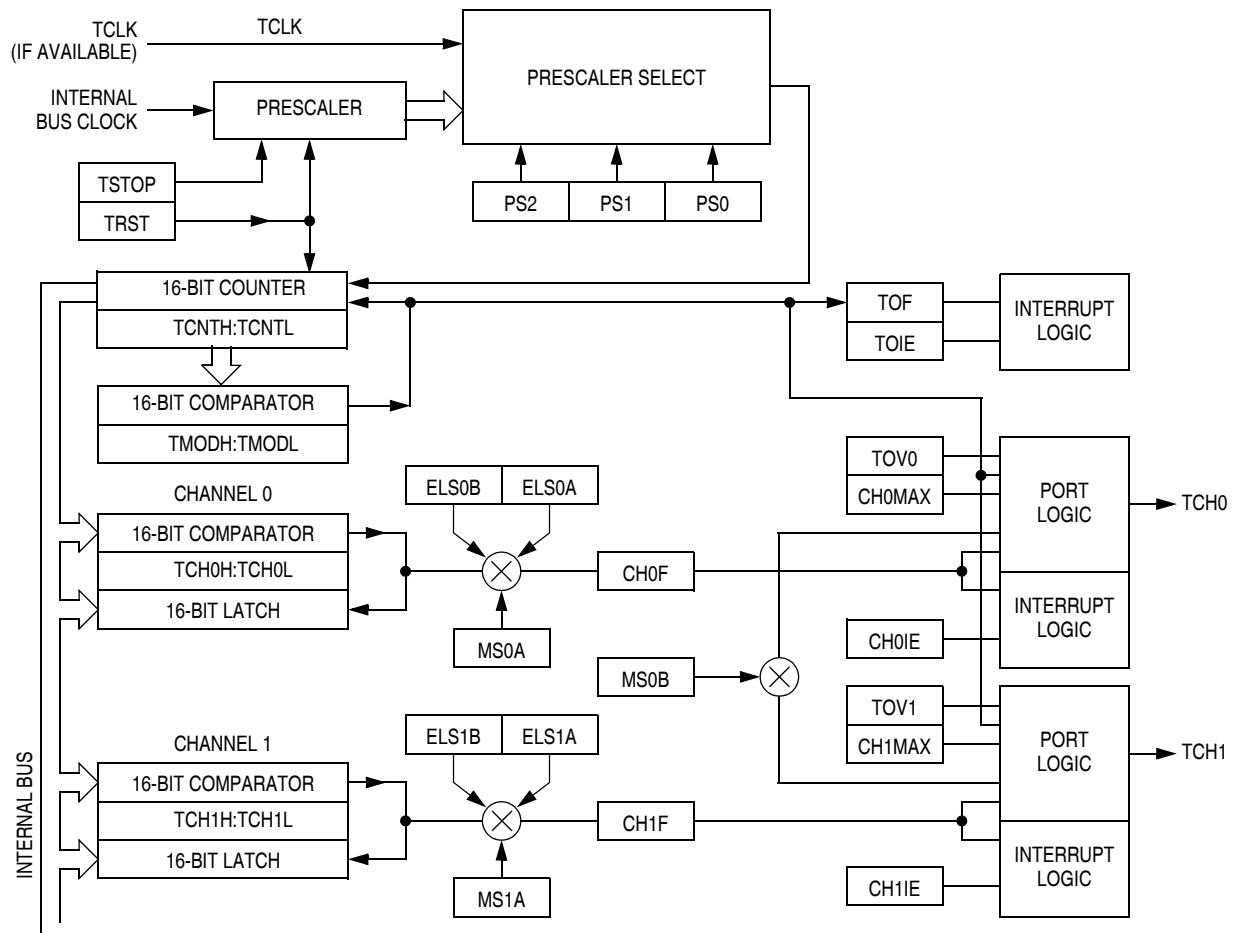 TCLK
(IF AVAILABLE)
TCLK
PRESCALER SELECT
INTERNAL
BUS CLOCK
PRESCALER
TSTOP
TRST
PS2
PS1
PS0
16-BIT COUNTER
TCNTH:TCNTL
TOF
TOIE
INTERRUPT
LOGIC
16-BIT COMPARATOR
TMODH:TMODL
CHANNEL 0
ELS0B
ELS0A
TOV0
CH0MAX
PORT
LOGIC
TCH0
16-BIT COMPARATOR
TCH0H:TCH0L
16-BIT LATCH
CH0F
MS0A
INTERRUPT
LOGIC
CH0IE
MS0B
CHANNEL 1
ELS1B
ELS1A
TOV1
CH1MAX
PORT
LOGIC
TCH1
16-BIT COMPARATOR
TCH1H:TCH1L
16-BIT LATCH
CH1F
MS1A
INTERRUPT
LOGIC
CH1IE
INTERNAL BUS